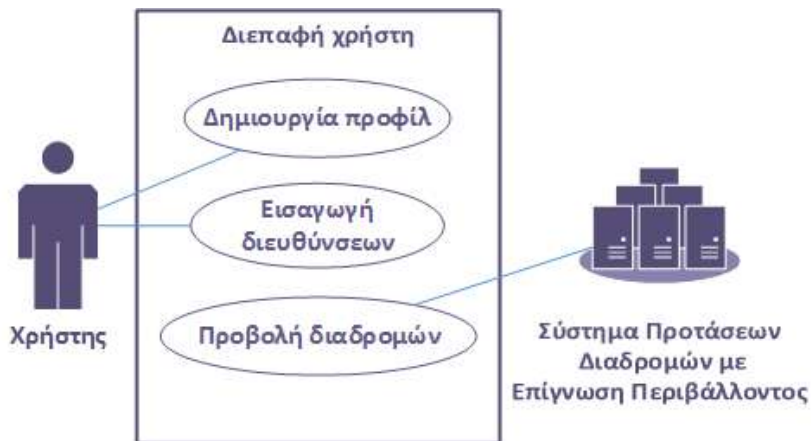 Διεπαφή χρήστη
Δημιουργία προφίλ
Εισαγωγή
διευθύνσεων
Προβολή διαδρομών
Χρήστης
Σύστημα Προτάσεων
Διαδρομών με
Επίγνωση Περιβάλλοντος